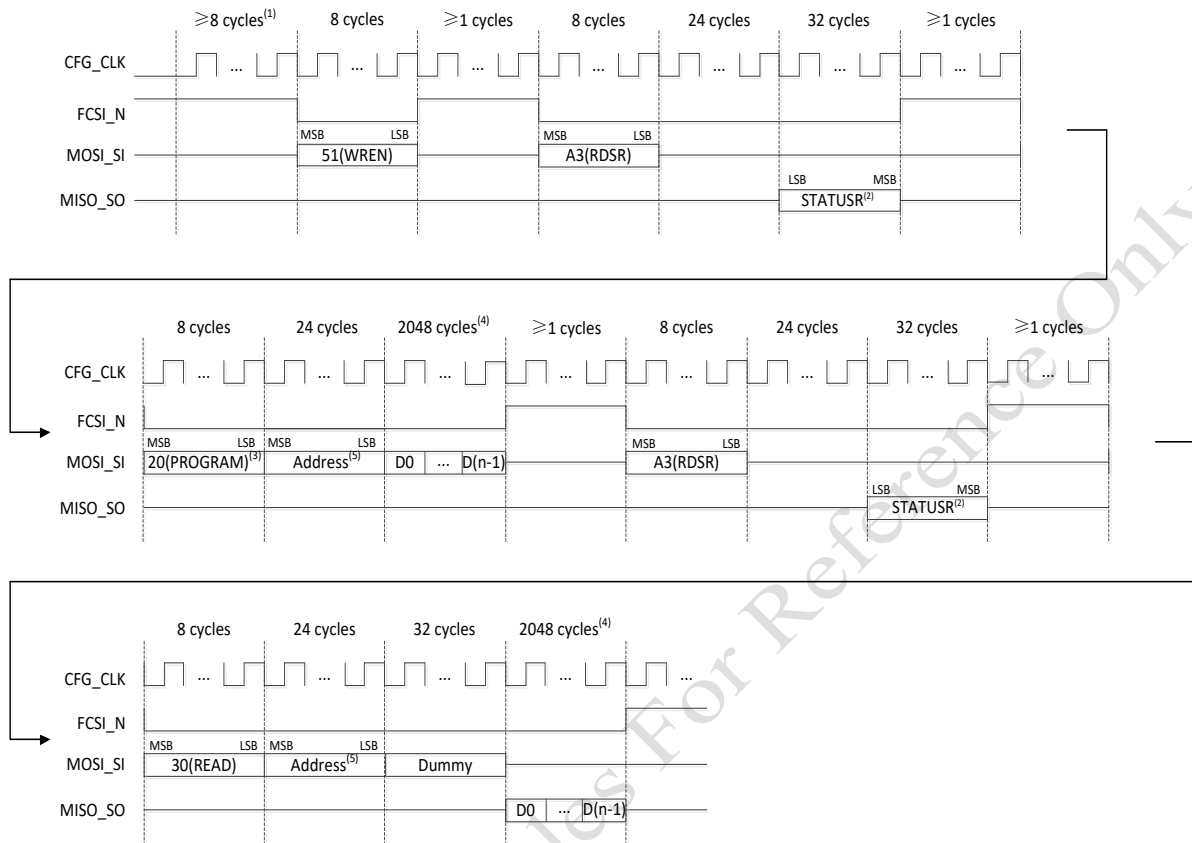 ≥8 cycles(1) 8 cycles ≥1 cycles 8 cycles 24 cycles 32 cycles ≥1 cycles
CFG_CLK ... ... ... ... ... ... ...
FCSI_N
MSB LSB MSB LSB
MOSI_SI 51(WREN) A3(RDSR)
LSB MSB
MISO_SO STATUSR(2)
8 cycles 24 cycles 2048 cycles(4) ≥1 cycles 8 cycles 24 cycles 32 cycles ≥1 cycles
CFG_CLK ... ... ... ... ... ... ... ...
FCSI_N
MSB LSB MSB LSB MSB LSB
MOSI_SI 20(PROGRAM)(3) Address(5) D0 ... D(n-1) A3(RDSR)
LSB MSB
MISO_SO STATUSR(2)
8 cycles 24 cycles 32 cycles 2048 cycles(4)
CFG_CLK ... ... ... ... ...
FCSI_N
MSB LSB MSB LSB
MOSI_SI 30(READ) Address(5) Dummy
MISO_SO D0 ... D(n-1)
les For Reference Only